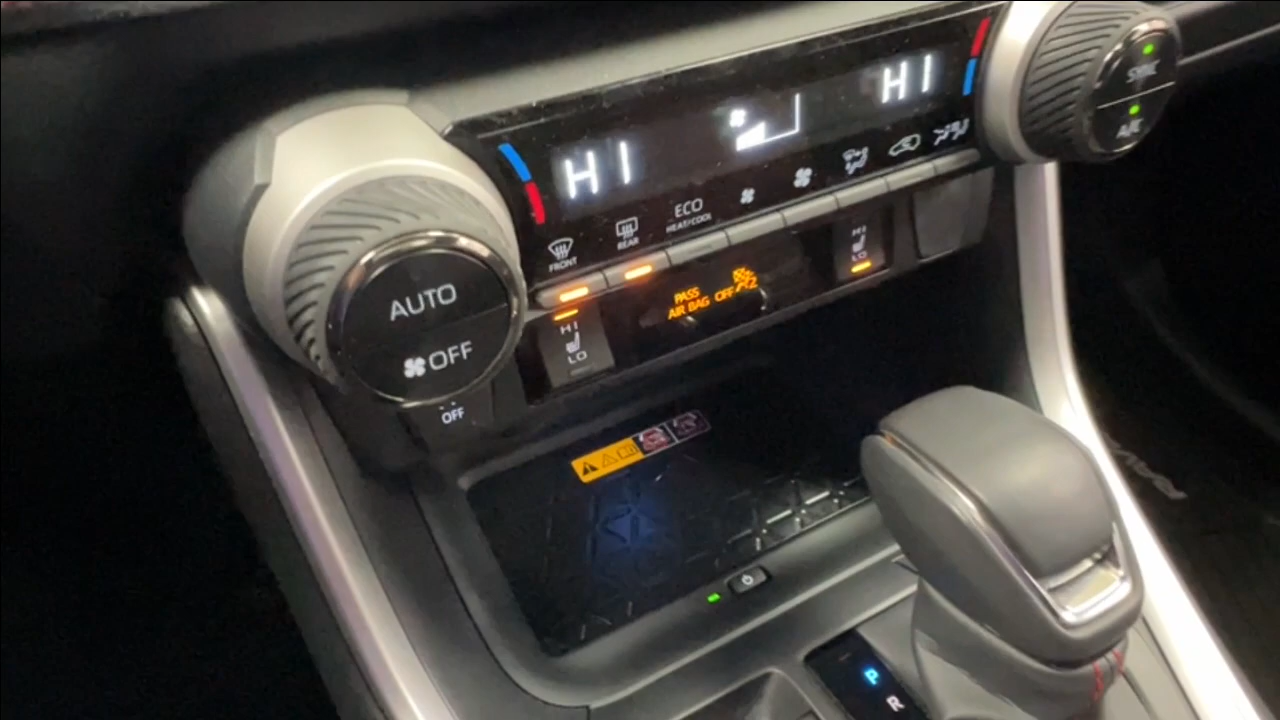 HI
HI
SYNC
A/C
FRONT
REAR
ECO
HEAT/COOL
AUTO
OFF
OFF
HI
LO
PASS
AIR BAG OFF
2
HI
LO
P
R